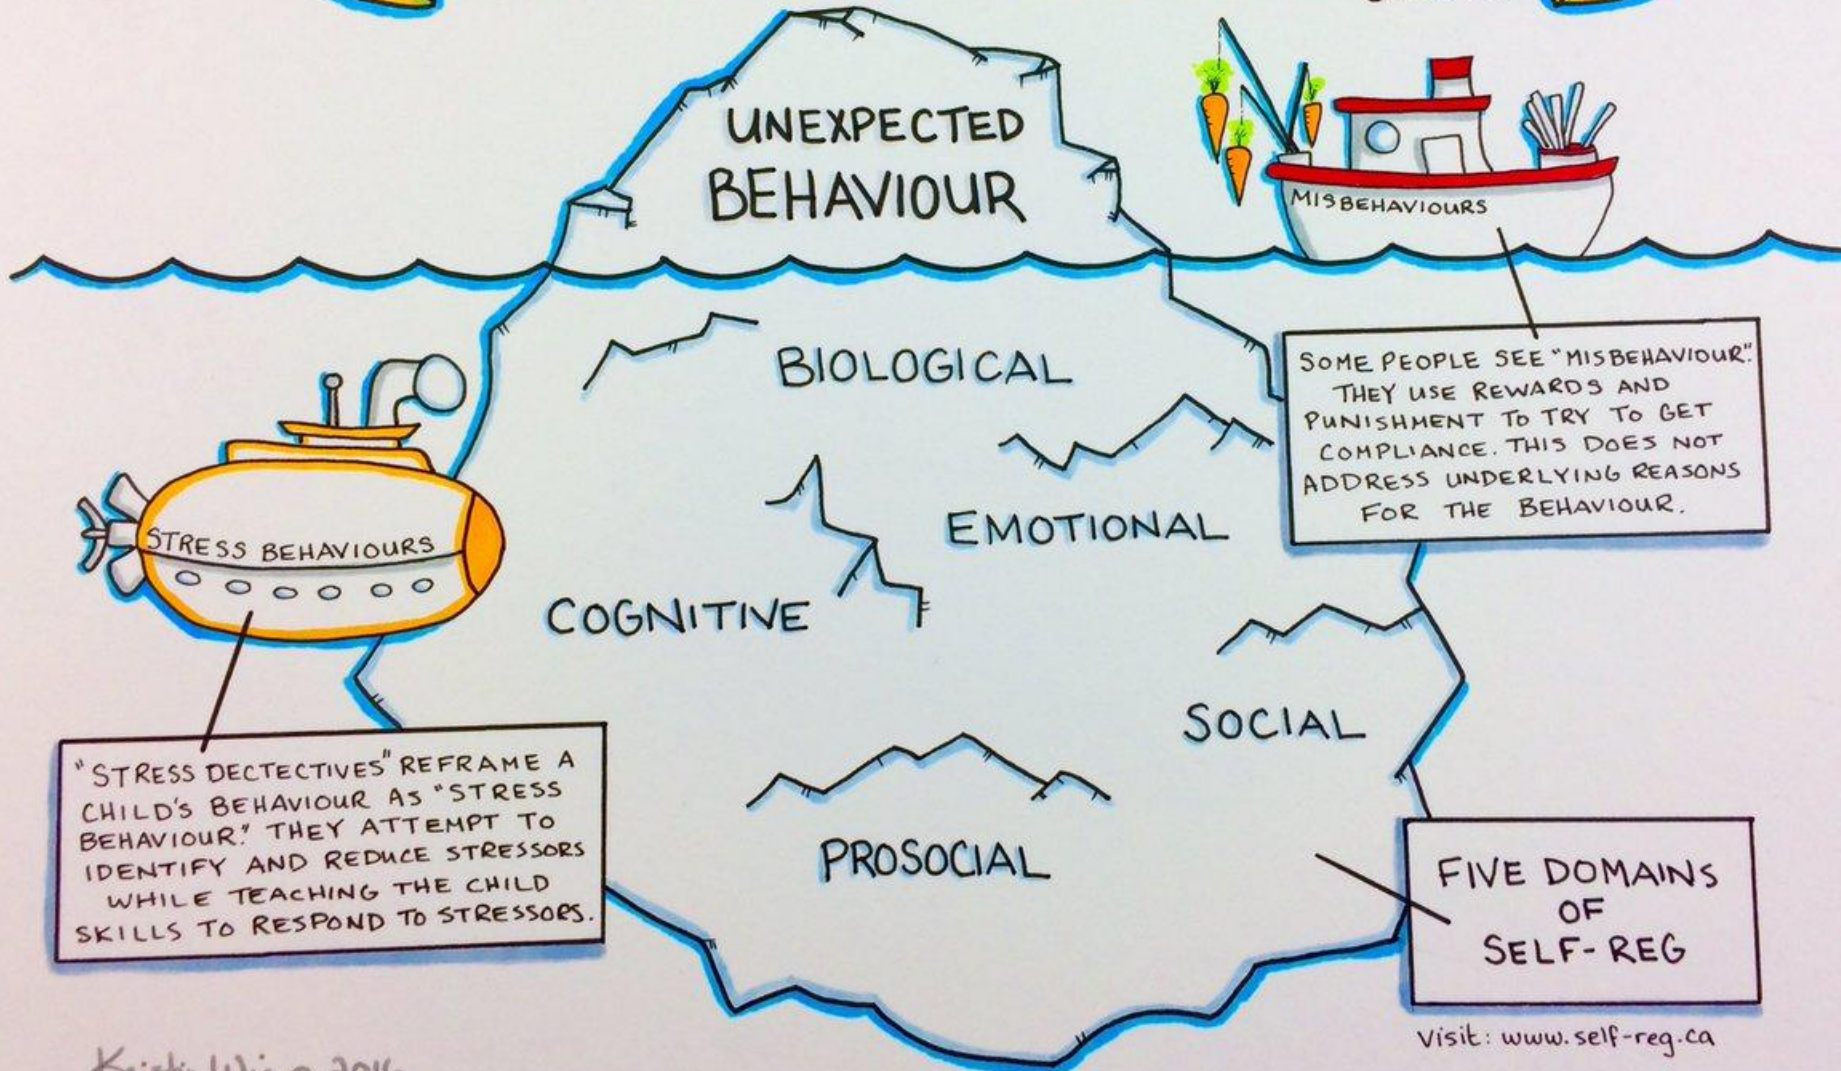 UNEXPECTED
BEHAVIOUR
MISBEHAVIOURS
SOME PEOPLE SEE "MISBEHAVIOUR".
THEY USE REWARDS AND
PUNISHMENT TO TRY TO GET
COMPLIANCE. THIS DOES NOT
ADDRESS UNDERLYING REASONS
FOR THE BEHAVIOUR.
BIOLOGICAL
EMOTIONAL
COGNITIVE
SOCIAL
PROSOCIAL
STRESS BEHAVIOURS
"STRESS DECTECTIVES" REFRAME A
CHILD'S BEHAVIOUR AS "STRESS
BEHAVIOUR." THEY ATTEMPT TO
IDENTIFY AND REDUCE STRESSORS
WHILE TEACHING THE CHILD
SKILLS TO RESPOND TO STRESSORS.
FIVE DOMAINS
OF
SELF-REG
Visit: www.self-reg.ca